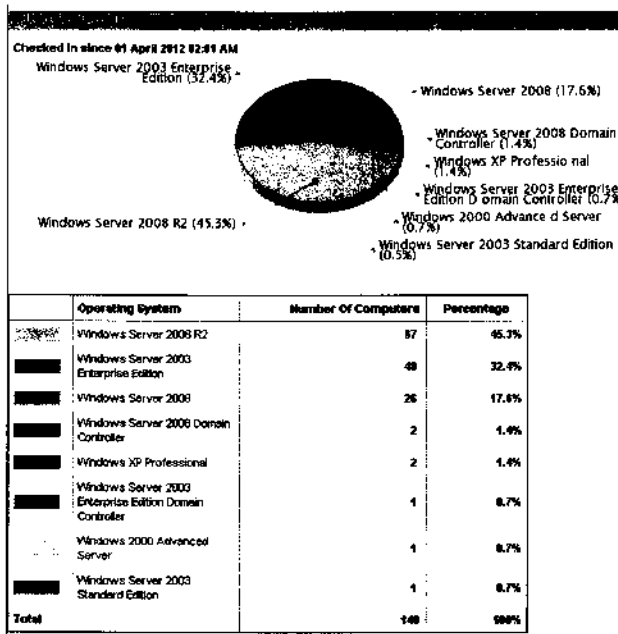 Checked in since 01 April 2012 02:01 AM
Windows Server 2003 Enterprise
Edition (32.4%)
Windows Server 2008 (17.6%)
Windows Server 2008 Domain
Controller (1.4%)
Windows XP Professio nal
(1.4%)
Windows Server 2003 Enterprise
Edition D omain Controller (0.7%
Windows 2000 Advance d Server
(0.7%)
Windows Server 2003 Standard Edition
(0.5%)
Windows Server 2008 R2 (45.3%)
Operating System Number Of Computers Percentage
Windows Server 2008 R2 67 45.3%
Windows Server 2003
Enterprise Edition 48 32.4%
Windows Server 2008 26 17.6%
Windows Server 2008 Domain
Controller 2 1.4%
Windows XP Professional 2 1.4%
Windows Server 2003
Enterprise Edition Domain
Controller 1 0.7%
Windows 2000 Advanced
Server 1 0.7%
Windows Server 2003
Standard Edition 1 0.7%
Total 148 100%